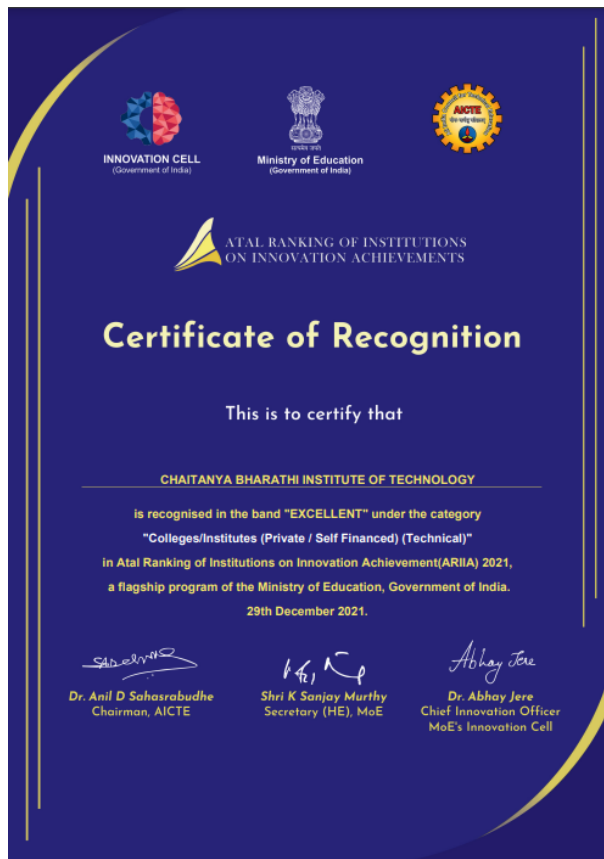 INNOVATION CELL
(Government of India)
सत्यमेव जयते
Ministry of Education
(Government of India)
AICTE
ATAL RANKING OF INSTITUTIONS
ON INNOVATION ACHIEVEMENTS
Certificate of Recognition
This is to certify that
CHAITANYA BHARATHI INSTITUTE OF TECHNOLOGY
is recognised in the band "EXCELLENT" under the category
"Colleges/Institutes (Private / Self Financed) (Technical)"
in Atal Ranking of Institutions on Innovation Achievement(ARIIA) 2021,
a flagship program of the Ministry of Education, Government of India.
29th December 2021.
Abhay Jere
Dr. Anil D Sahasrabudhe
Chairman, AICTE
Shri K Sanjay Murthy
Secretary (HE), MoE
Dr. Abhay Jere
Chief Innovation Officer
MoE's Innovation Cell